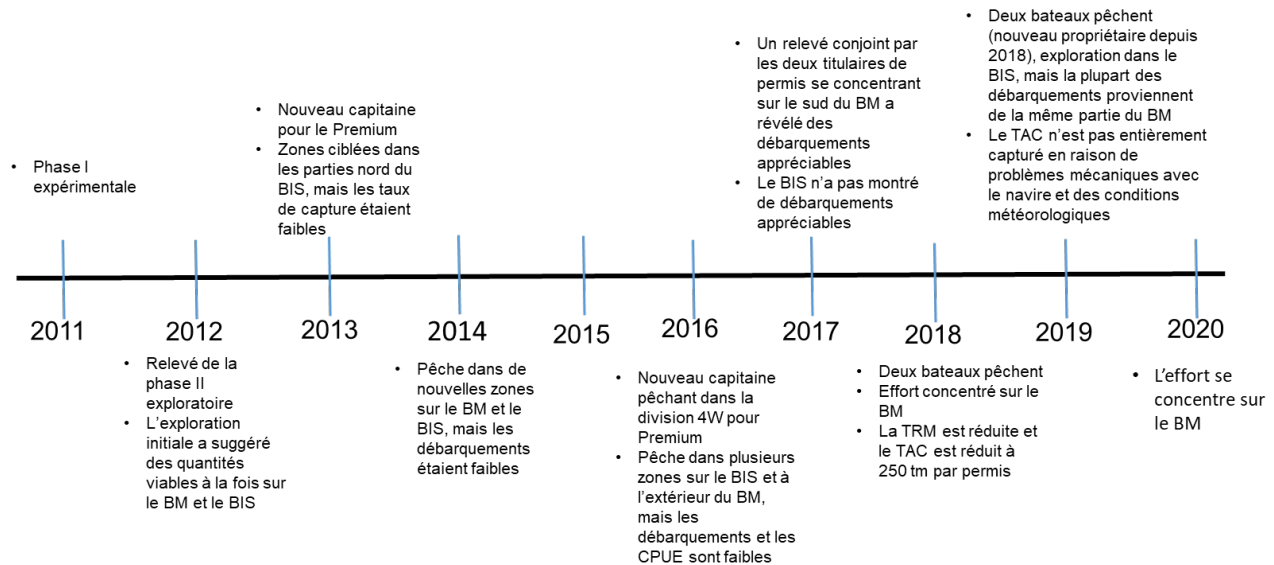 • Phase I
expérimentale
2011
2012
• Relevé de la
phase II
exploratoire
• L’exploration
initiale a suggéré
des quantités
viables à la fois sur
le BM et le BIS
• Nouveau capitaine
pour le Premium
• Zones ciblées dans
les parties nord du
BIS, mais les taux
de capture étaient
faibles
2013
2014
• Pêche dans de
nouvelles zones
sur le BM et le
BIS, mais les
débarquements
étaient faibles
2015
2016
• Nouveau capitaine
pêchant dans la
division 4W pour
Premium
• Pêche dans plusieurs
zones sur le BIS et à
l’extérieur du BM,
mais les
débarquements et les
CPUE sont faibles
• Un relevé conjoint par
les deux titulaires de
permis se concentrant
sur le sud du BM a
révélé des
débarquements
appréciables
• Le BIS n’a pas montré
de débarquements
appréciables
2017
2018
• Deux bateaux pêchent
• Effort concentré sur le
BM
• La TRM est réduite et
le TAC est réduit à
250 tm par permis
• Deux bateaux pêchent
(nouveau propriétaire depuis
2018), exploration dans le
BIS, mais la plupart des
débarquements proviennent
de la même partie du BM
• Le TAC n’est pas entièrement
capturé en raison de
problèmes mécaniques avec
le navire et des conditions
météorologiques
2019
2020
• L’effort se
concentre sur
le BM